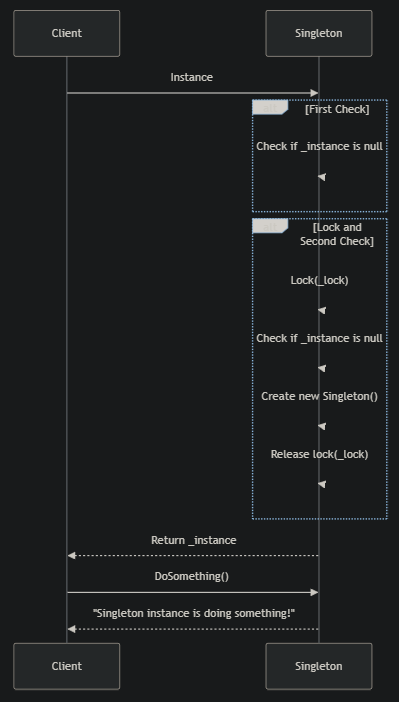 Client
Singleton
Instance
[First Check]
Check if _instance is null
[Lock and
Second Check]
Lock(_lock)
Check if _instance is null
Create new Singleton()
Release lock(_lock)
Return _instance
DoSomething()
"Singleton instance is doing something!"
Client
Singleton